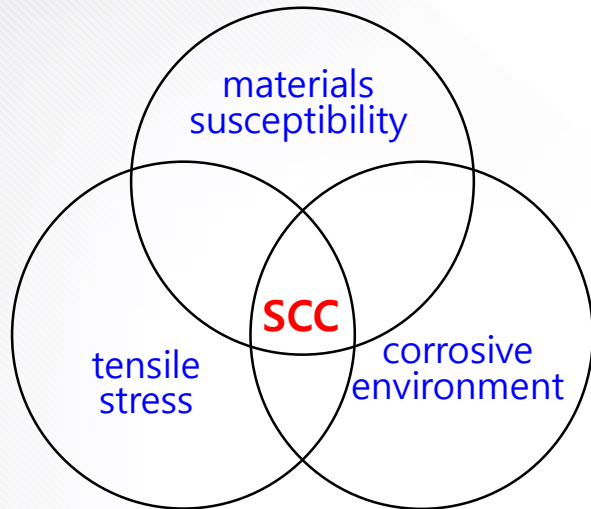 materials
susceptibility
SCC
tensile
stress
corrosive
environment